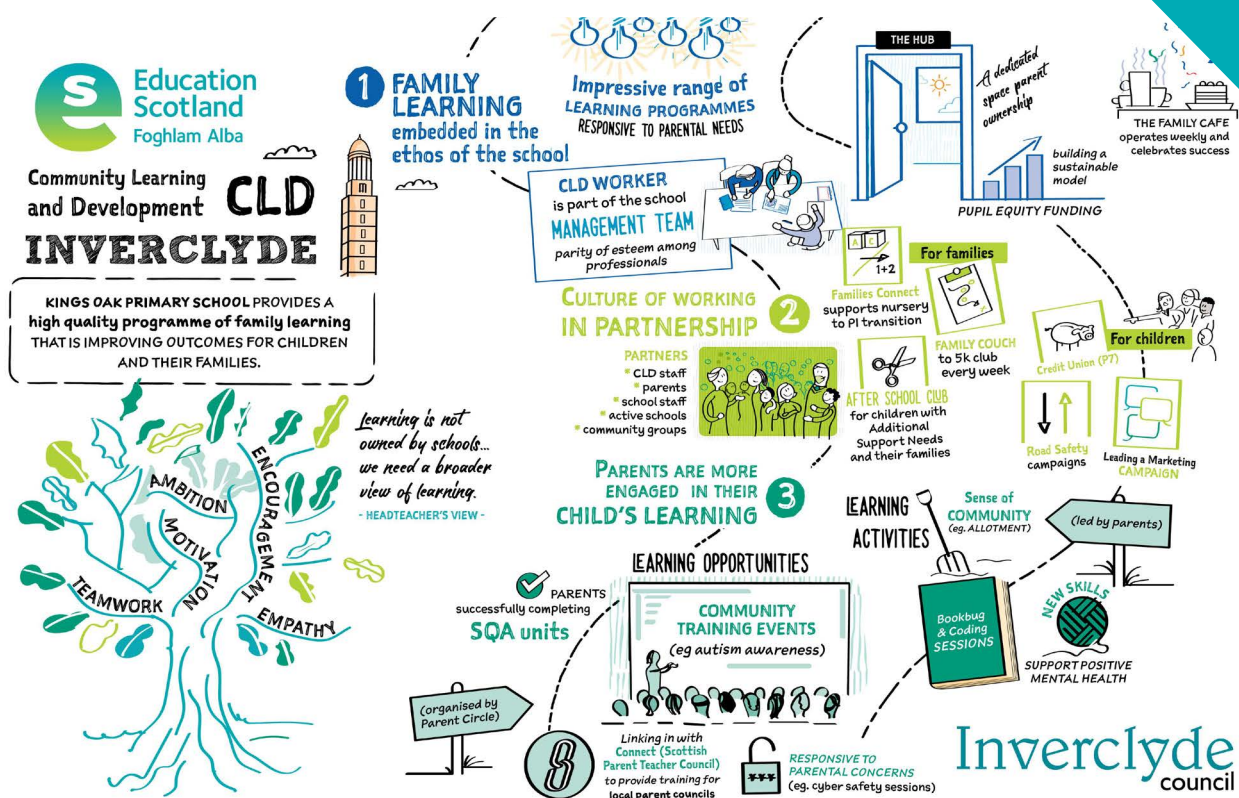 Education
Scotland
Foghlam Alba
Community Learning
and Development
CLD
INVERCLYDE
KINGS OAK PRIMARY SCHOOL PROVIDES A
high quality programme of family learning
THAT IS IMPROVING OUTCOMES FOR CHILDREN
AND THEIR FAMILIES.
AMBITION
ENCOURAGEMENT
MOTIVATION
TEAMWORK
EMPATHY
Learning is not
owned by schools...
we need a broader
view of learning.
- HEADTEACHER'S VIEW -
1
FAMILY
LEARNING
embedded in the
ethos of the school
Impressive range of
LEARNING PROGRAMMES
RESPONSIVE TO PARENTAL NEEDS
CLD WORKER
is part of the school
MANAGEMENT TEAM
parity of esteem among
professionals
THE HUB
A dedicated
space parent
ownership
building a
sustainable
model
PUPIL EQUITY FUNDING
THE FAMILY CAFE
operates weekly and
celebrates success
CULTURE OF WORKING
IN PARTNERSHIP
2
PARTNERS
* CLD staff
* parents
* school staff
* active schools
* community groups
For families
A C
1+2
Families Connect
supports nursery
to PI transition
FAMILY COUCH
to 5k club
every week
AFTER SCHOOL CLUB
for children with
Additional
Support Needs
and their families
For children
Credit Union (P7)
Road Safety
campaigns
Leading a Marketing
CAMPAIGN
PARENTS ARE MORE
ENGAGED IN THEIR
CHILD'S LEARNING
3
LEARNING OPPORTUNITIES
PARENTS
successfully completing
SQA units
COMMUNITY
TRAINING EVENTS
(eg autism awareness)
(organised by
Parent Circle)
Linking in with
Connect (Scottish
Parent Teacher Council)
to provide training for
local parent councils
***
RESPONSIVE TO
PARENTAL CONCERNS
(eg. cyber safety sessions)
LEARNING
ACTIVITIES
Sense of
COMMUNITY
(eg. ALLOTMENT)
(led by parents)
Bookbug
& Coding
SESSIONS
NEW SKILLS
SUPPORT POSITIVE
MENTAL HEALTH
Inverclyde
council